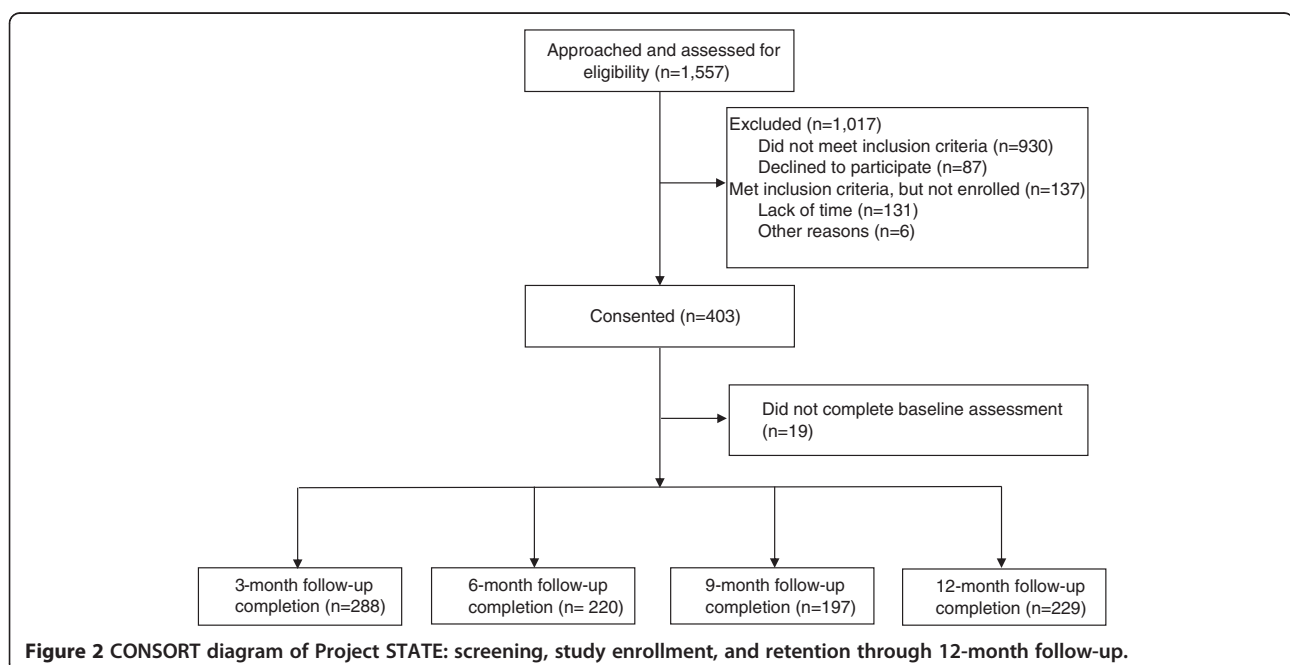 Approached and assessed for
eligibility (n=1,557)
Excluded (n=1,017)
Did not meet inclusion criteria (n=930)
Declined to participate (n=87)
Met inclusion criteria, but not enrolled (n=137)
Lack of time (n=131)
Other reasons (n=6)
Consented (n=403)
Did not complete baseline assessment
(n=19)
3-month follow-up
completion (n=288)
6-month follow-up
completion (n= 220)
9-month follow-up
completion (n=197)
12-month follow-up
completion (n=229)
Figure 2 CONSORT diagram of Project STATE: screening, study enrollment, and retention through 12-month follow-up.